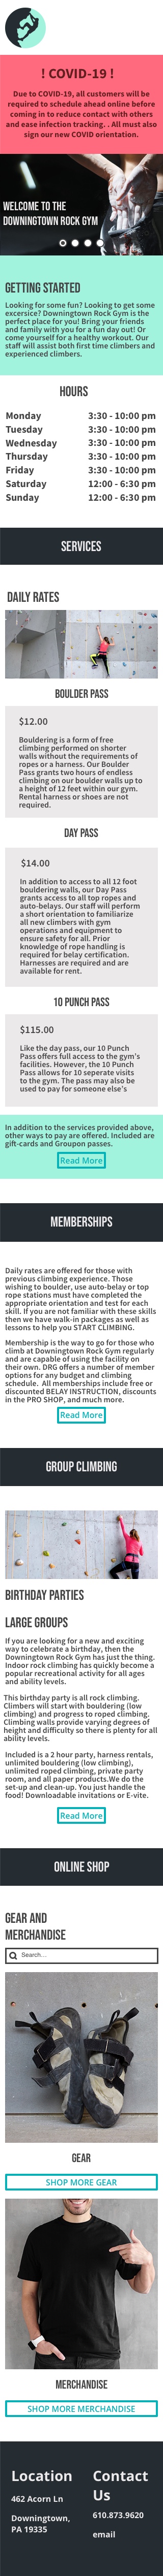 ! COVID-19 !
Due to COVID-19, all customers will be
required to schedule ahead online before
coming in to reduce contact with others
and ease infection tracking. . All must also
sign our new COVID orientation.
WELCOME TO THE
DOWNINGTOWN ROCK GYM
GETTING STARTED
Looking for some fun? Looking to get some
excersice? Downingtown Rock Gym is the
perfect place for you! Bring your friends
and family with you for a fun day out! Or
come yourself for a healthy workout. Our
staff will assist both first time climbers and
experienced climbers.
HOURS
Monday 3:30 - 10:00 pm
Tuesday 3:30 - 10:00 pm
Wednesday 3:30 - 10:00 pm
Thursday 3:30 - 10:00 pm
Friday 3:30 - 10:00 pm
Saturday 12:00 - 6:30 pm
Sunday 12:00 - 6:30 pm
SERVICES
DAILY RATES
BOULDER PASS
$12.00
Bouldering is a form of free
climbing performed on shorter
walls without the requirements of
ropes or a harness. Our Boulder
Pass grants two hours of endless
climbing on our boulder walls up to
a height of 12 feet within our gym.
Rental harness or shoes are not
required.
DAY PASS
$14.00
In addition to access to all 12 foot
bouldering walls, our Day Pass
grants access to all top ropes and
auto-belays. Our staff will perform
a short orientation to familiarize
new climbers with gym
operations and equipment to
ensure safety for all. Prior
knowledge of rope handling is
required for belay certification.
Harnesses are required and are
available for rent.
10 PUNCH PASS
$115.00
Like the day pass, our 10 Punch
Pass offers full access to the gym's
facilities. However, the 10 Punch
Pass allows for 10 seperate visits
to the gym. The pass may also be
used to pay for someone else's
In addition to the services provided above,
other ways to pay are offered. Included are
gift-cards and Groupon passes.
Read More
MEMBERSHIPS
Daily rates are offered for those with
previous climbing experience. Those
wishing to boulder, use auto-belay or top
rope stations must have completed the
appropriate orientation and test for each
skill. If you are not familiar with these skills
then we have walk-in packages as well as
lessons to help you START CLIMBING.
Membership is the way to go for those who
climb at Downingtown Rock Gym regularly
and are capable of using the facility on
their own. DRG offers a number of member
options for any budget and climbing
schedule. All memberships include free or
discounted BELAY INSTRUCTION, discounts
in the PRO SHOP, and much more.
Read More
GROUP CLIMBING
BIRTHDAY PARTIES
LARGE GROUPS
If you are looking for a new and exciting
way to celebrate a birthday, then the
Downingtown Rock Gym has just the thing.
Indoor rock climbing has quickly become a
popular recreational activity for all ages
and ability levels.
This birthday party is all rock climbing.
Climbers will start with bouldering (low
climbing) and progress to roped climbing.
Climbing walls provide varying degrees of
height and difficulty so there is plenty for all
ability levels.
Included is a 2 hour party, harness rentals,
unlimited bouldering (low climbing),
unlimited roped climbing, private party
room, and all paper products.We do the
set-up and clean-up. You just handle the
food! Downloadable invitations or E-vite.
Read More
ONLINE SHOP
GEAR AND
MERCHANDISE
Search...
GEAR
SHOP MORE GEAR
MERCHANDISE
SHOP MORE MERCHANDISE
Location
462 Acorn Ln
Downingtown,
PA 19335
Contact
Us
610.873.9620
email